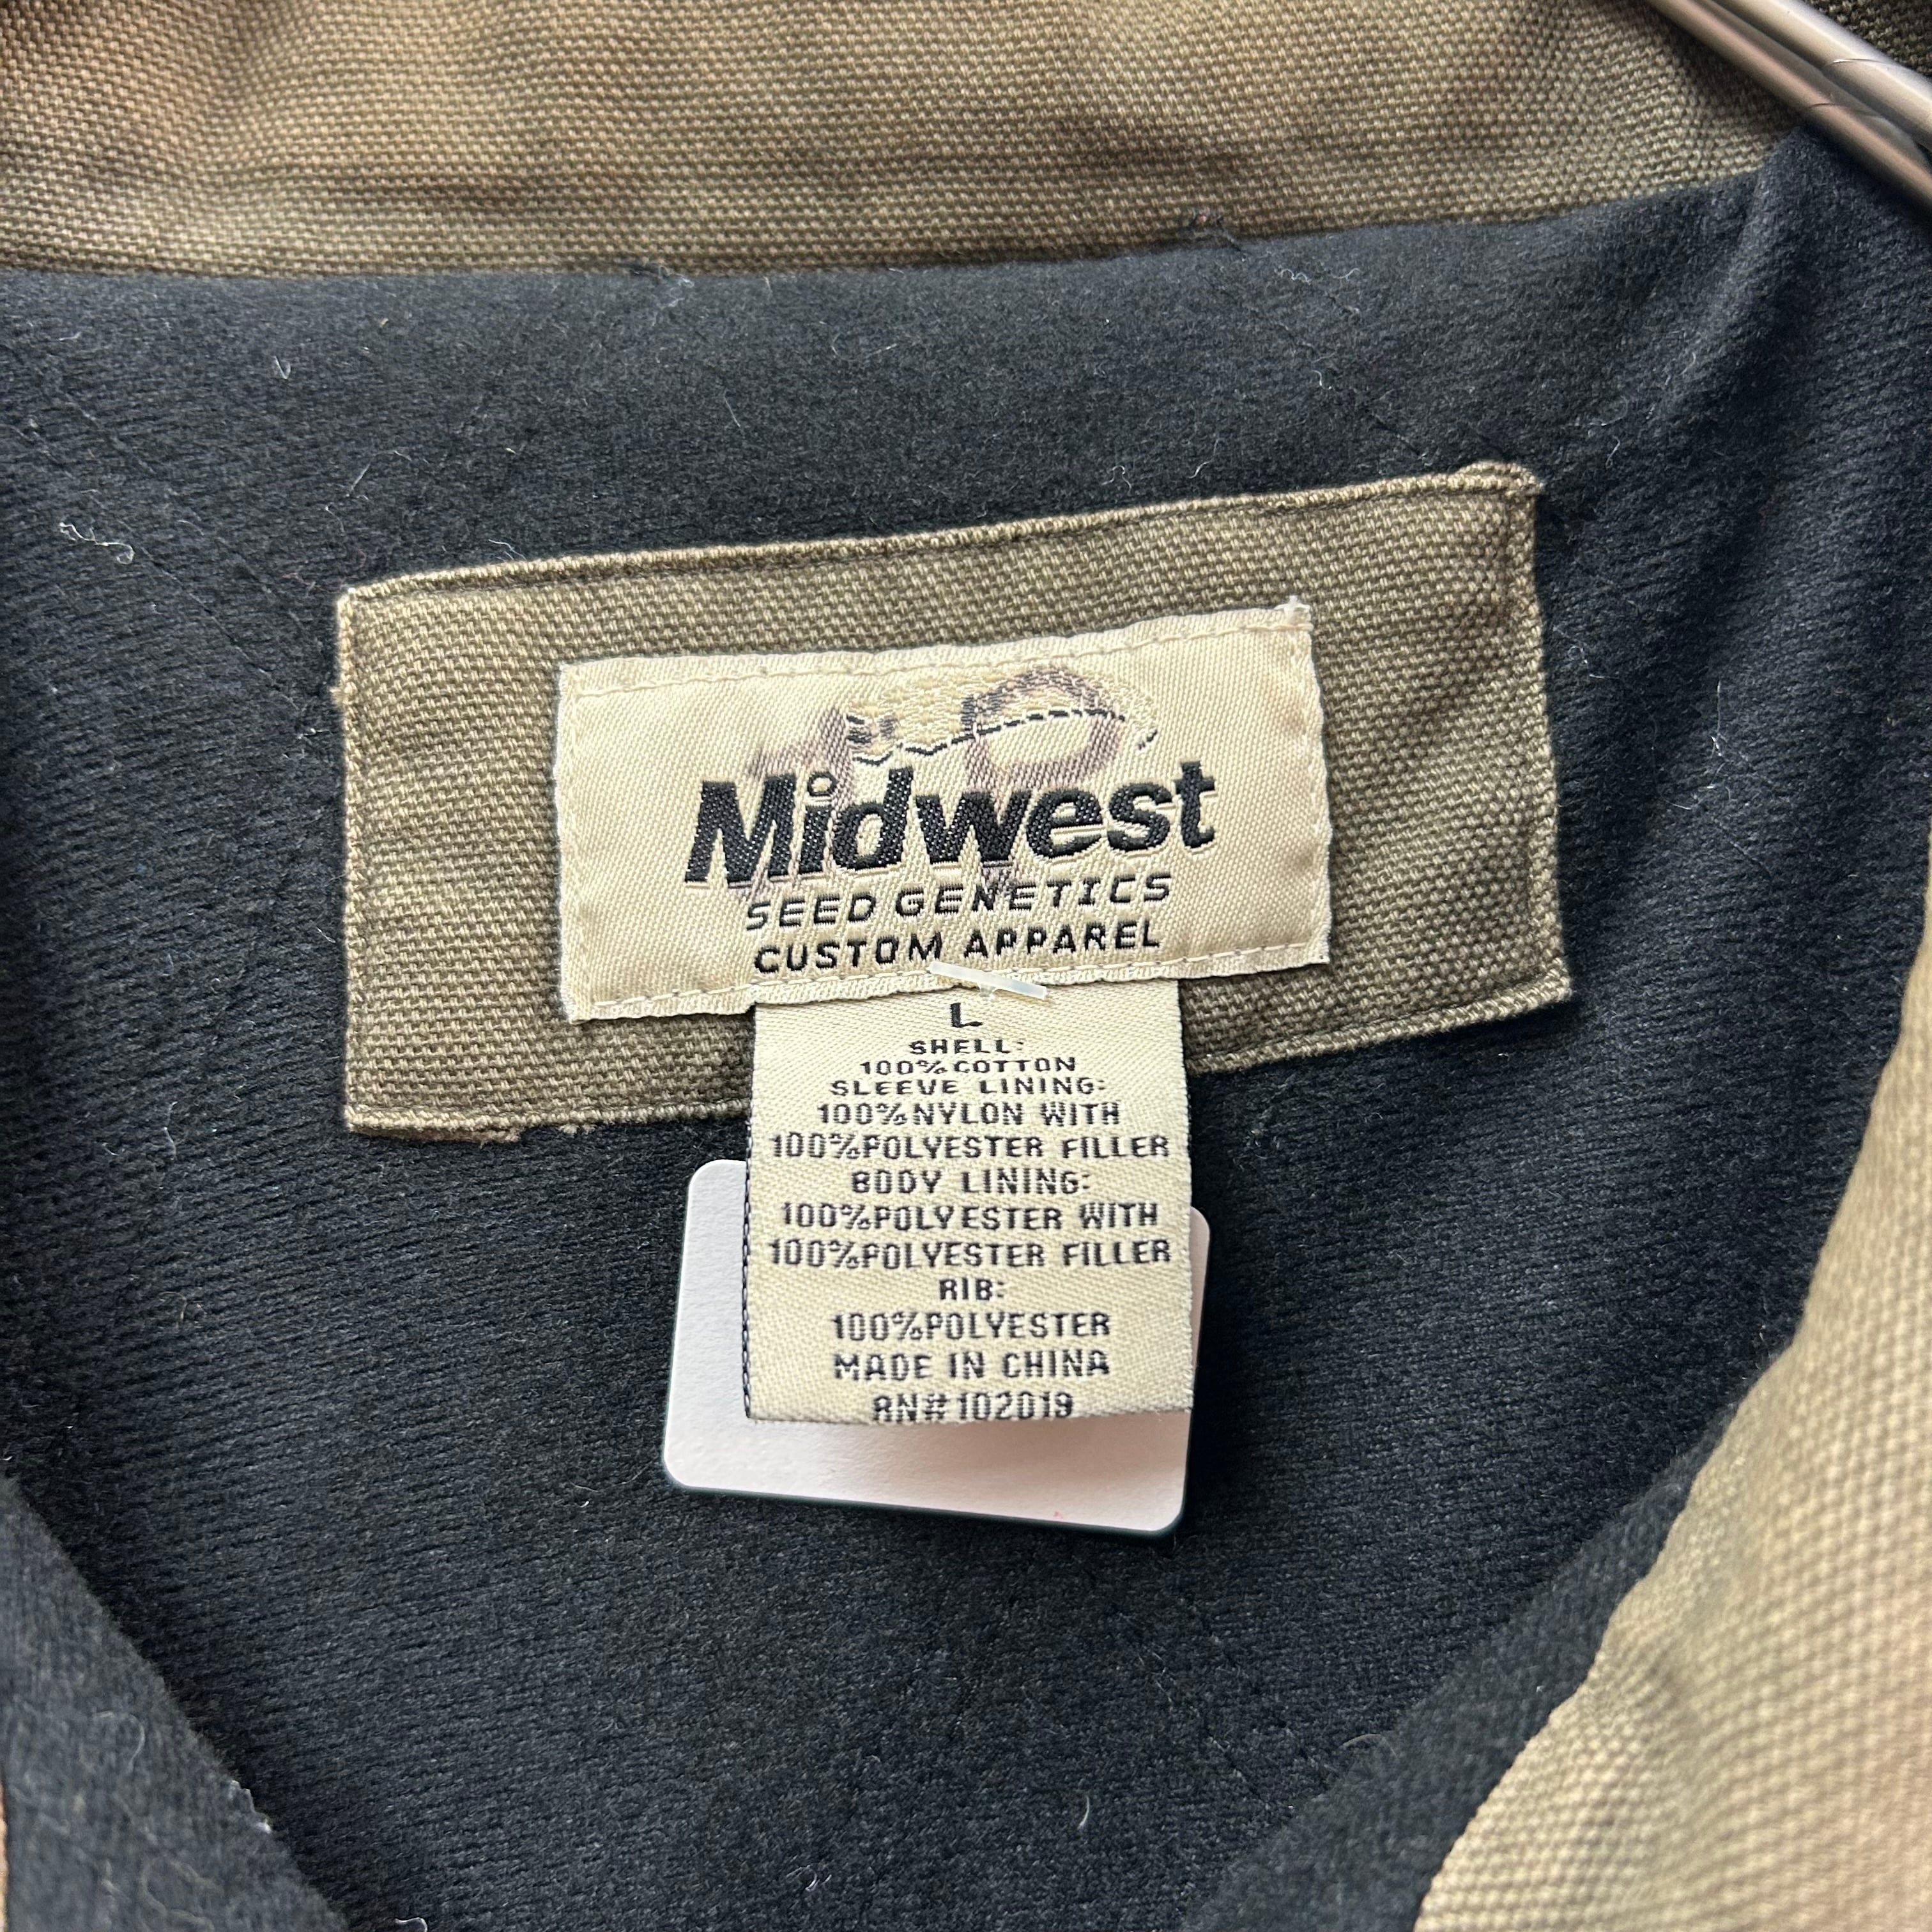 Midwest
SEED GENETICS
CUSTOM APPAREL
L
SHELL:
100%COTTON
SLEEVE LINING:
100%NYLON WITH
100%POLYESTER FILLER
BODY LINING:
100%POLYESTER WITH
100%POLYESTER FILLER
RIB:
100%POLYESTER
MADE IN CHINA
RN#102019